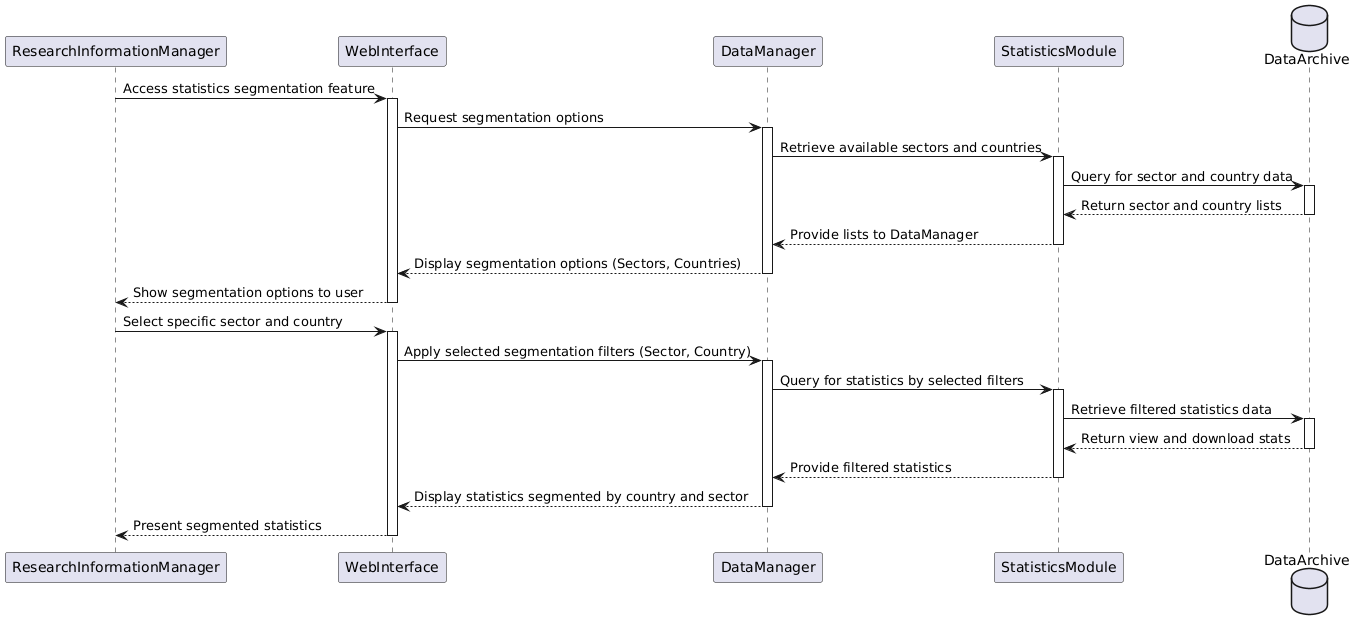 DataArchive
ResearchInformationManager
WebInterface
DataManager
StatisticsModule
Access statistics segmentation feature
Request segmentation options
Retrieve available sectors and countries
Query for sector and country data
Return sector and country lists
Provide lists to DataManager
Display segmentation options (Sectors, Countries)
Show segmentation options to user
Select specific sector and country
Apply selected segmentation filters (Sector, Country)
Query for statistics by selected filters
Retrieve filtered statistics data
Return view and download stats
Provide filtered statistics
Display statistics segmented by country and sector
Present segmented statistics
ResearchInformationManager
WebInterface
DataManager
StatisticsModule
DataArchive